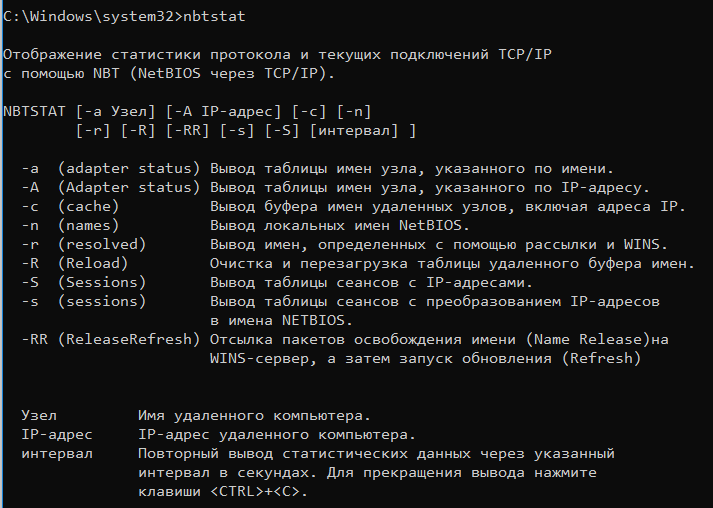 C:\Windows\system32>nbtstat
Отображение статистики протокола и текущих подключений TCP/IP
с помощью NBT (NetBIOS через TCP/IP).
NBTSTAT [-a Узел] [-A IP-адрес] [-c] [-n]
[-r] [-R] [-RR] [-s] [-S] [интервал] ]
-a (adapter status) Вывод таблицы имен узла, указанного по имени.
-A (Adapter status) Вывод таблицы имен узла, указанного по IP-адресу.
-c (cache) Вывод буфера имен удаленных узлов, включая адреса IP.
-n (names) Вывод локальных имен NetBIOS.
-r (resolved) Вывод имен, определенных с помощью рассылки и WINS.
-R (Reload) Очистка и перезагрузка таблицы удаленного буфера имен.
-S (Sessions) Вывод таблицы сеансов с IP-адресами.
-s (sessions) Вывод таблицы сеансов с преобразованием IP-адресов
в имена NETBIOS.
-RR (ReleaseRefresh) Отсылка пакетов освобождения имени (Name Release)на
WINS-сервер, а затем запуск обновления (Refresh)
Узел Имя удаленного компьютера.
IP-адрес IP-адрес удаленного компьютера.
интервал Повторный вывод статистических данных через указанный
интервал в секундах. Для прекращения вывода нажмите
клавиши <CTRL>+<C>.